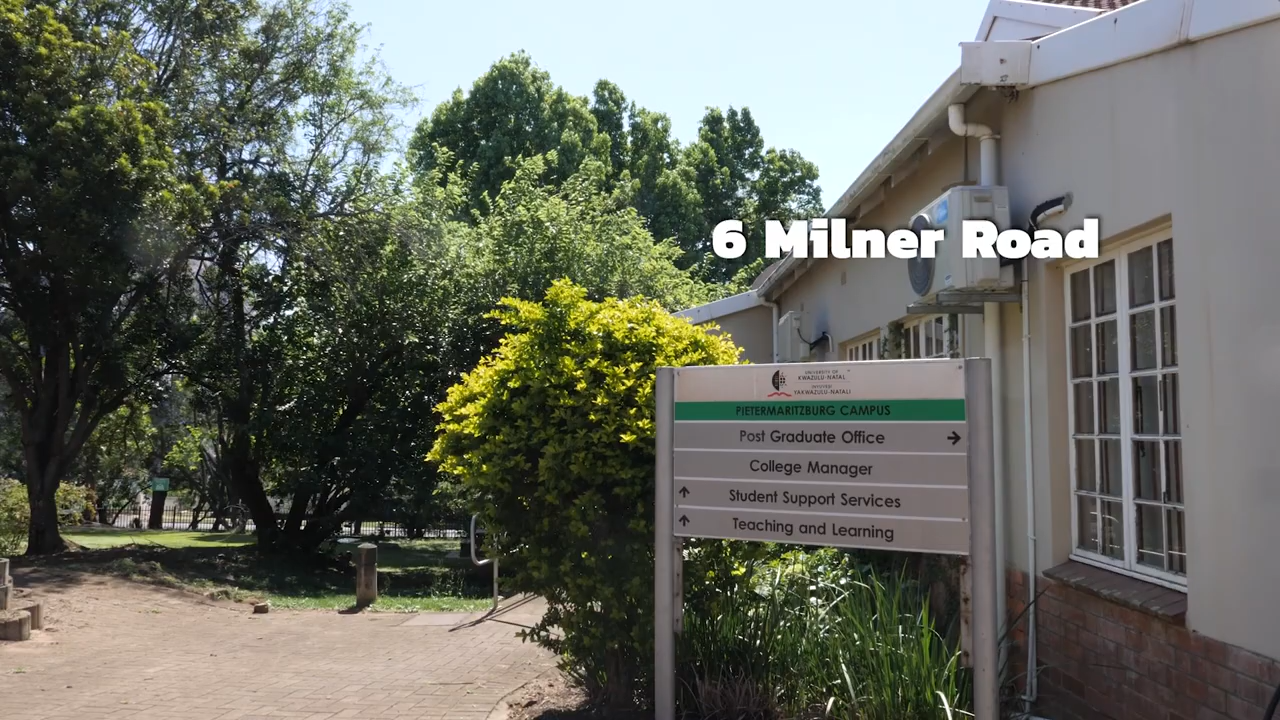 6 Milner Road
UNIVERSITY OF
KWAZULU-NATAL
INYUVESI
YAKWAZULU-NATALI
PIETERMARITZBURG CAMPUS
Post Graduate Office
College Manager
Student Support Services
Teaching and Learning